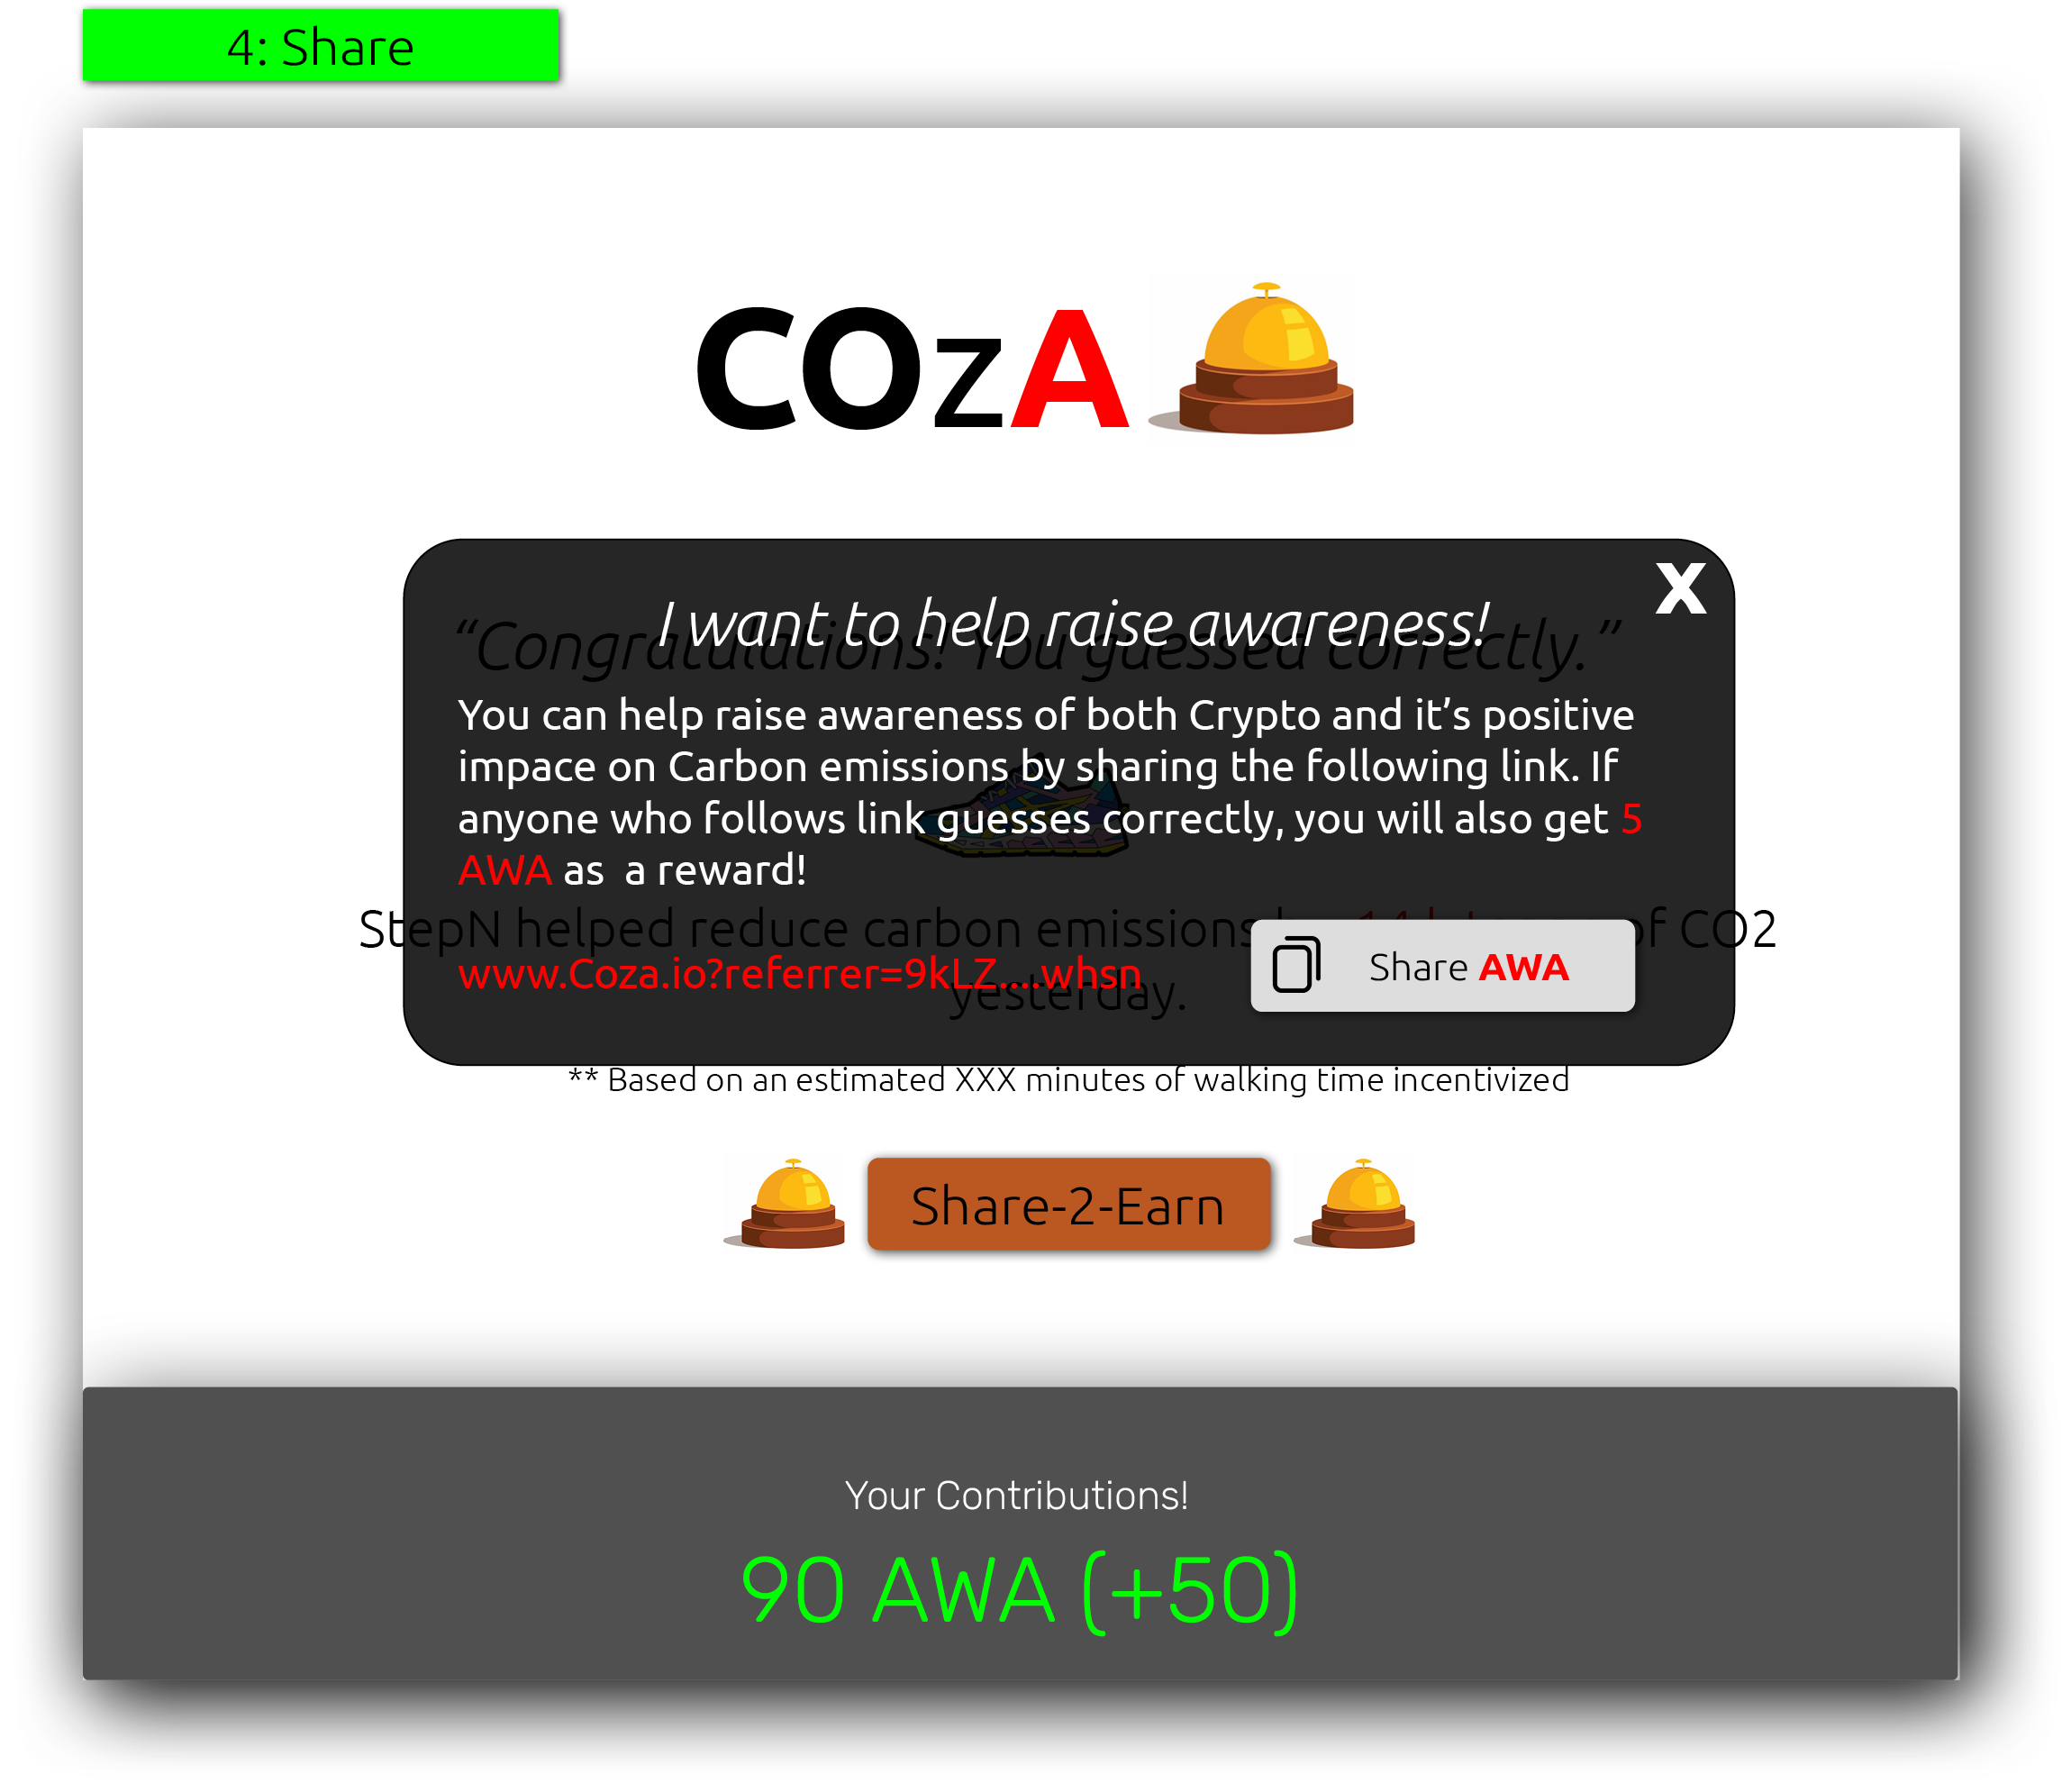 4: Share
COzA
X
I want to help raise awareness!
“Congratulations! You guessed correctly.”
You can help raise awareness of both Crypto and it’s positive
impace on Carbon emissions by sharing the following link. If
anyone who follows link guesses correctly, you will also get 5
AWA as a reward!
StepN helped reduce carbon emissions of CO2
www.Coza.io?referrer=9kLZ....whsn
Share AWA
yesterday.
** Based on an estimated XXX minutes of walking time incentivized
Share-2-Earn
Your Contributions!
90 AWA (+50)